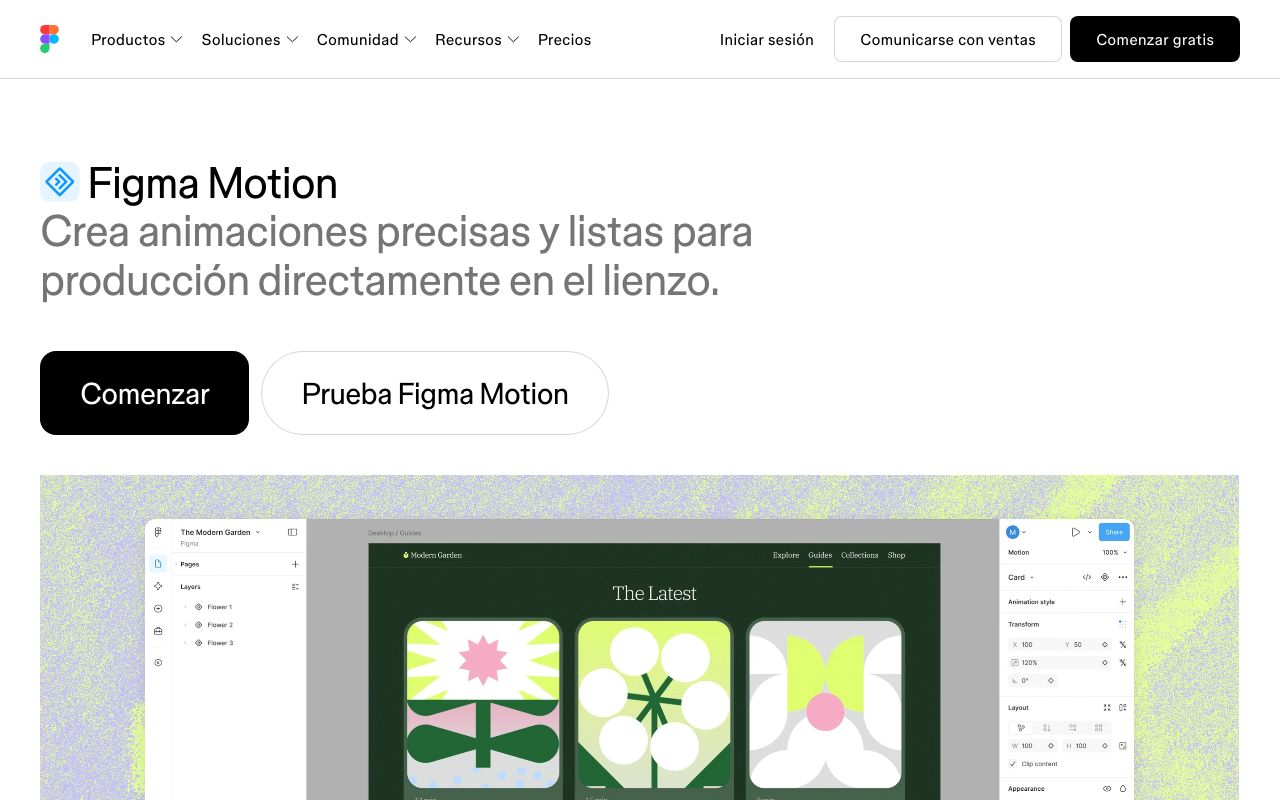 Productos Soluciones Comunidad Recursos Precios Iniciar sesión Comunicarse con ventas Comenzar gratis
Figma Motion
Crea animaciones precisas y listas para
producción directamente en el lienzo.
Comenzar Prueba Figma Motion
The Modern Garden
Figma
Pages
Layers
Flower 1
Flower 2
Flower 3
Desktop / Guides
Modern Garden Explore Guides Collections Shop
The Latest
M Share
Motion 100%
Card
Animation style
Transform
X 100 Y 50
120%
0°
Layout
W 100 H 100
Clip content
Appearance